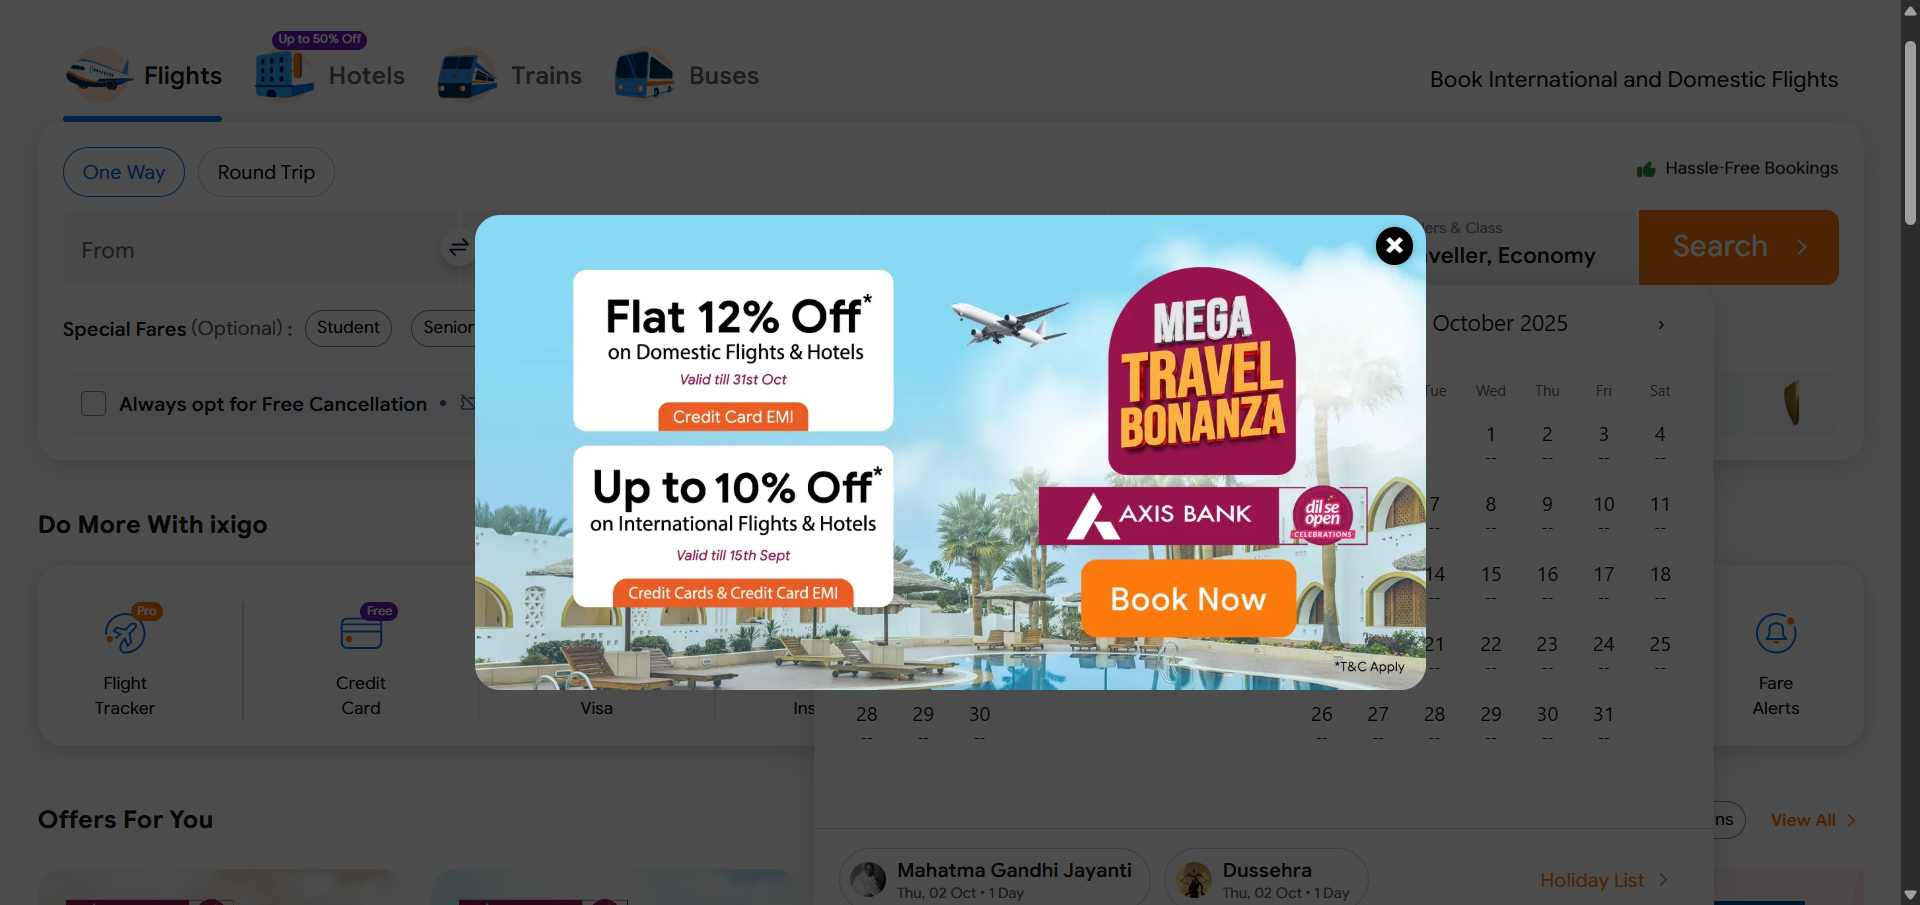 Up to 50% Off
Flights
Hotels
Trains
Buses
Book International and Domestic Flights
One Way
Round Trip
Hassle-Free Bookings
From
ers & Class
veller, Economy
Search
Special Fares (Optional) :
Student
Senior
Always opt for Free Cancellation •
Flat 12% Off*
on Domestic Flights & Hotels
Valid till 31st Oct
Credit Card EMI
Up to 10% Off*
on International Flights & Hotels
Valid till 15th Sept
Credit Cards & Credit Card EMI
MEGA
TRAVEL
BONANZA
AXIS BANK
dil se
open
CELEBRATIONS
Book Now
*T&C Apply
October 2025
Tue Wed Thu Fri Sat
1 2 3 4
-- -- -- --
7 8 9 10 11
-- -- -- -- --
14 15 16 17 18
-- -- -- -- --
21 22 23 24 25
-- -- -- -- --
28 29 30 26 27 28 29 30 31
-- -- -- -- -- -- -- -- --
Do More With ixigo
Pro
Flight
Tracker
Free
Credit
Card
Visa
Ins
Fare
Alerts
Offers For You
ns
View All
Mahatma Gandhi Jayanti
Thu, 02 Oct • 1 Day
Dussehra
Thu, 02 Oct • 1 Day
Holiday List